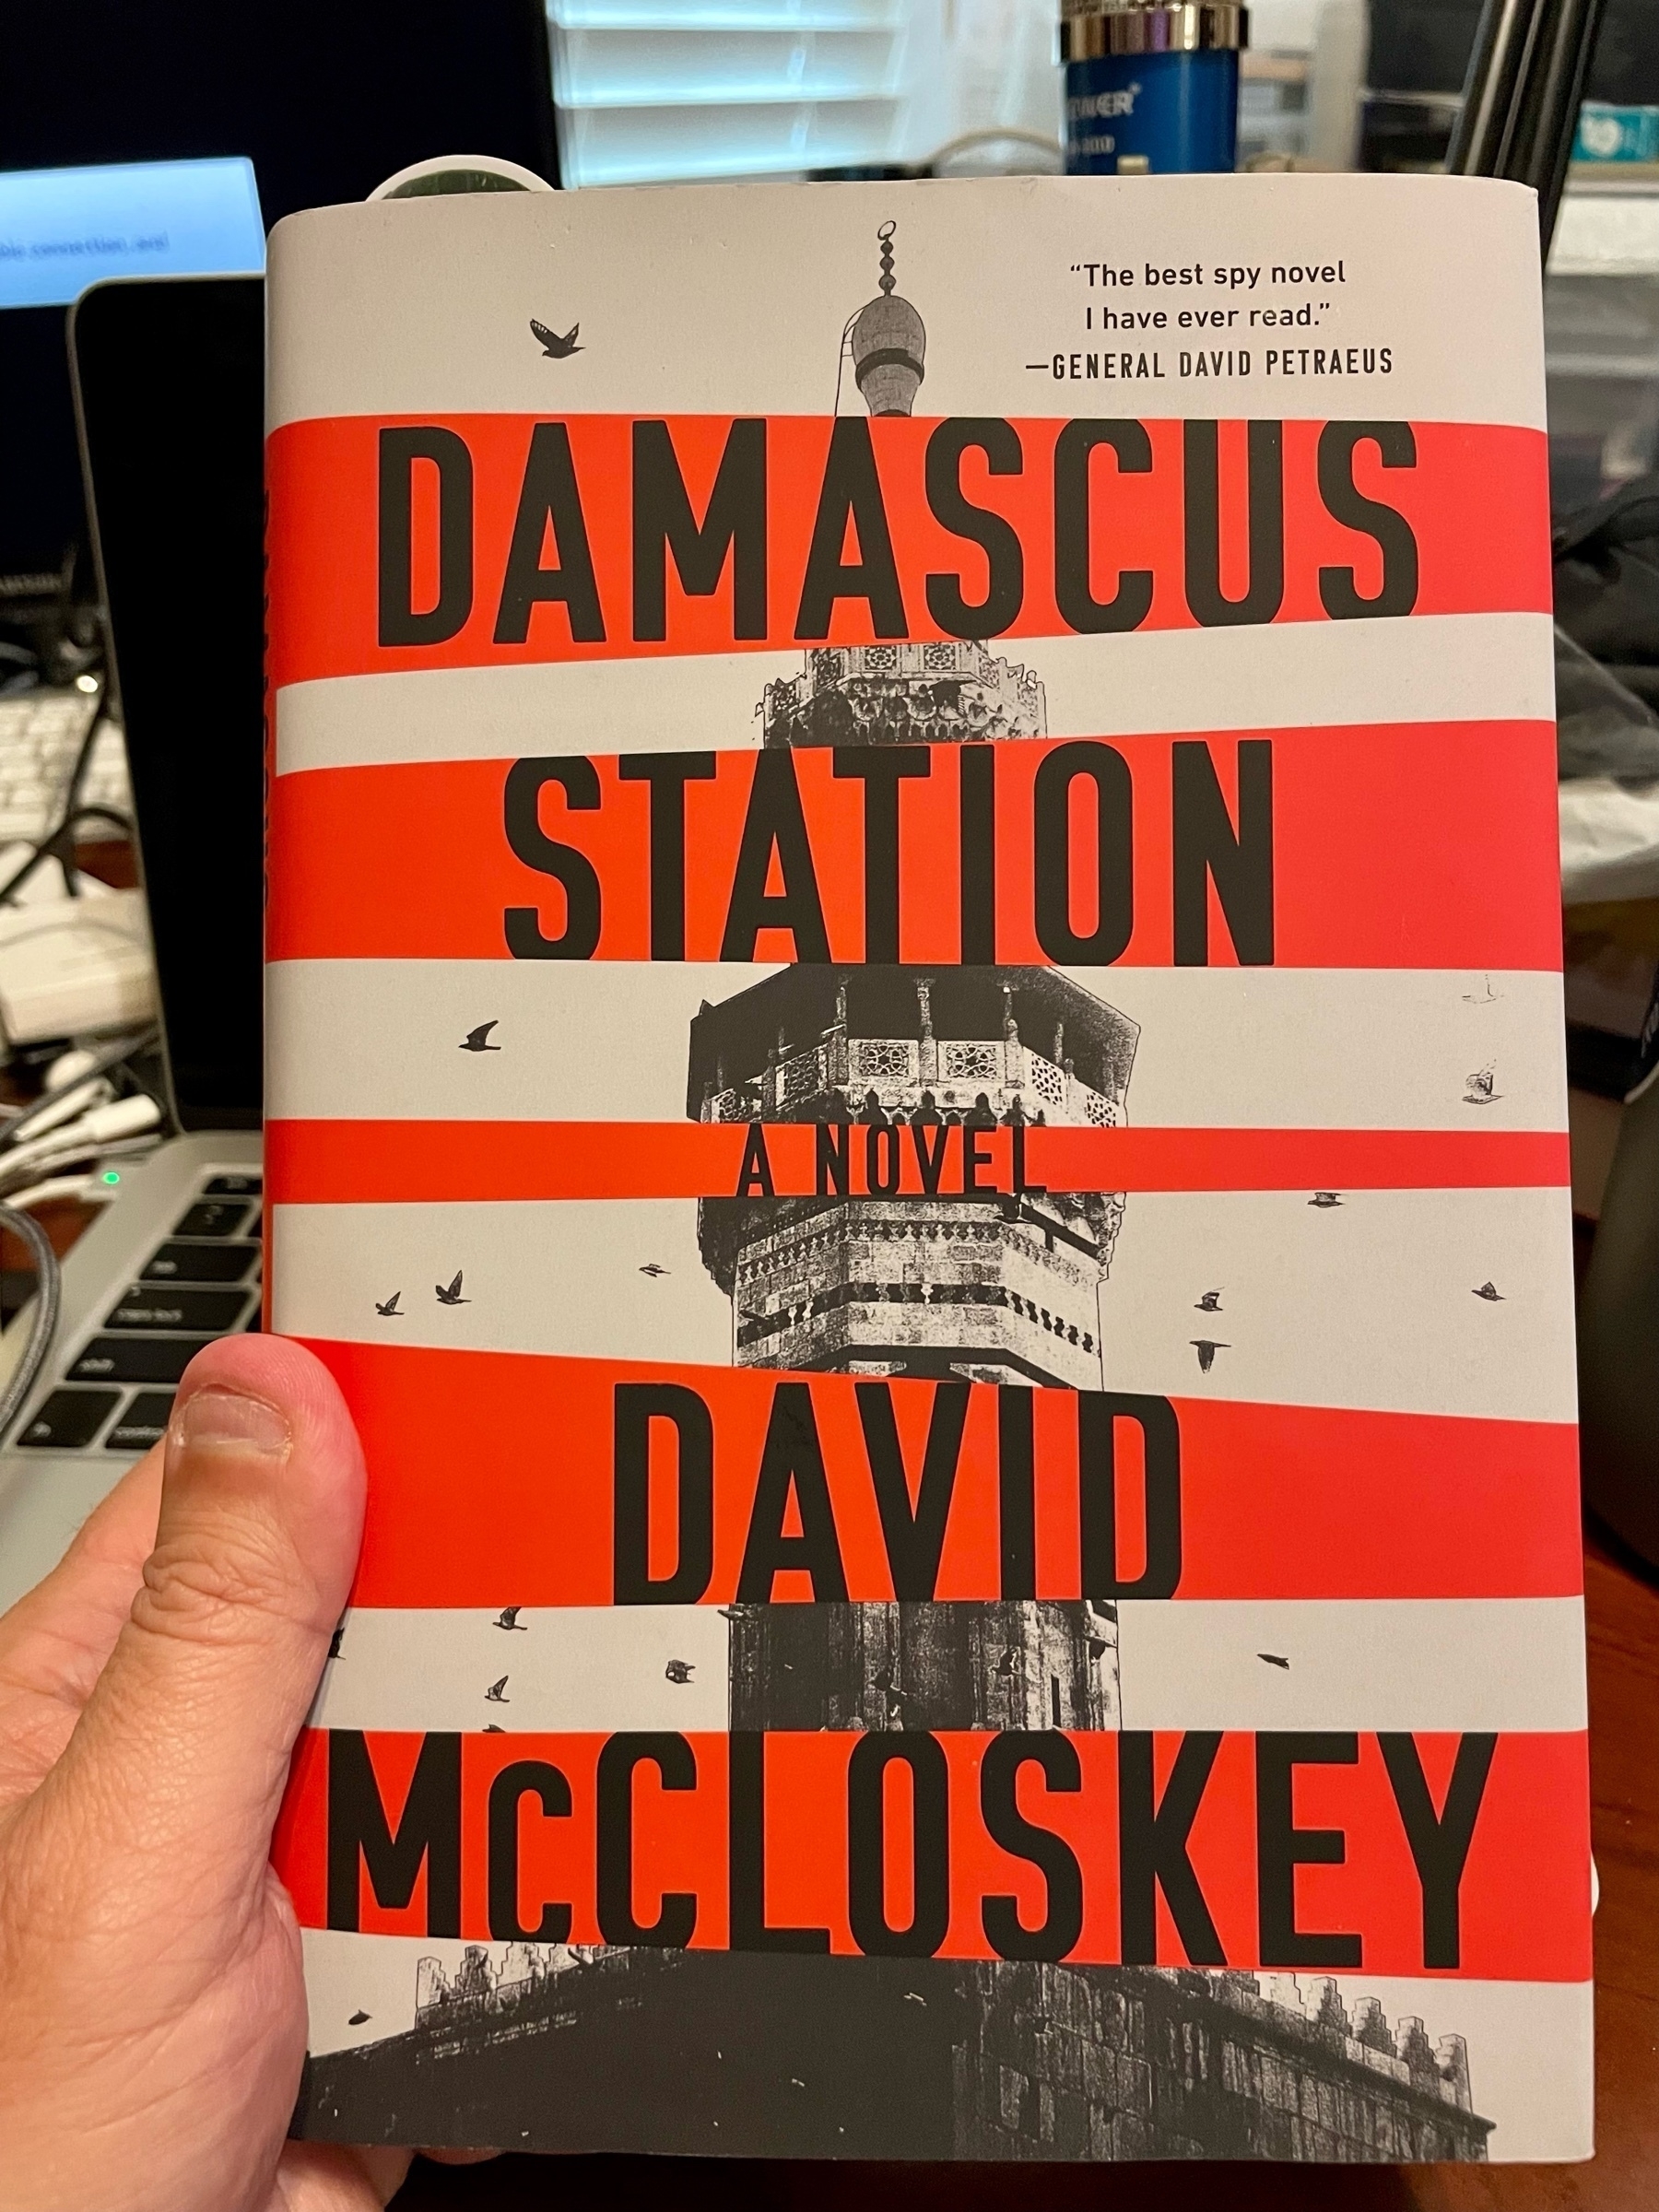 "The best spy novel
I have ever read."
—GENERAL DAVID PETRAEUS
DAMASCUS
STATION
A NOVEL
DAVID
McCLOSKEY